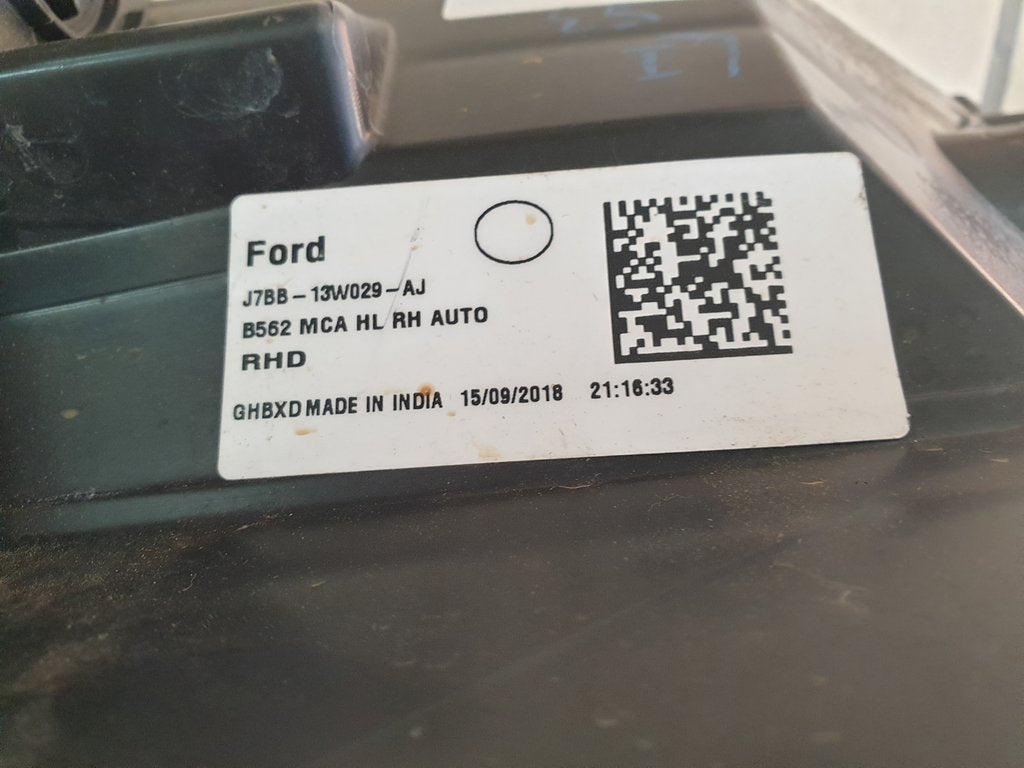 Ford
J7BB-13W029-AJ
B562 MCA HL RH AUTO
RHD
GHBXD MADE IN INDIA 15/09/2018 21:16:33